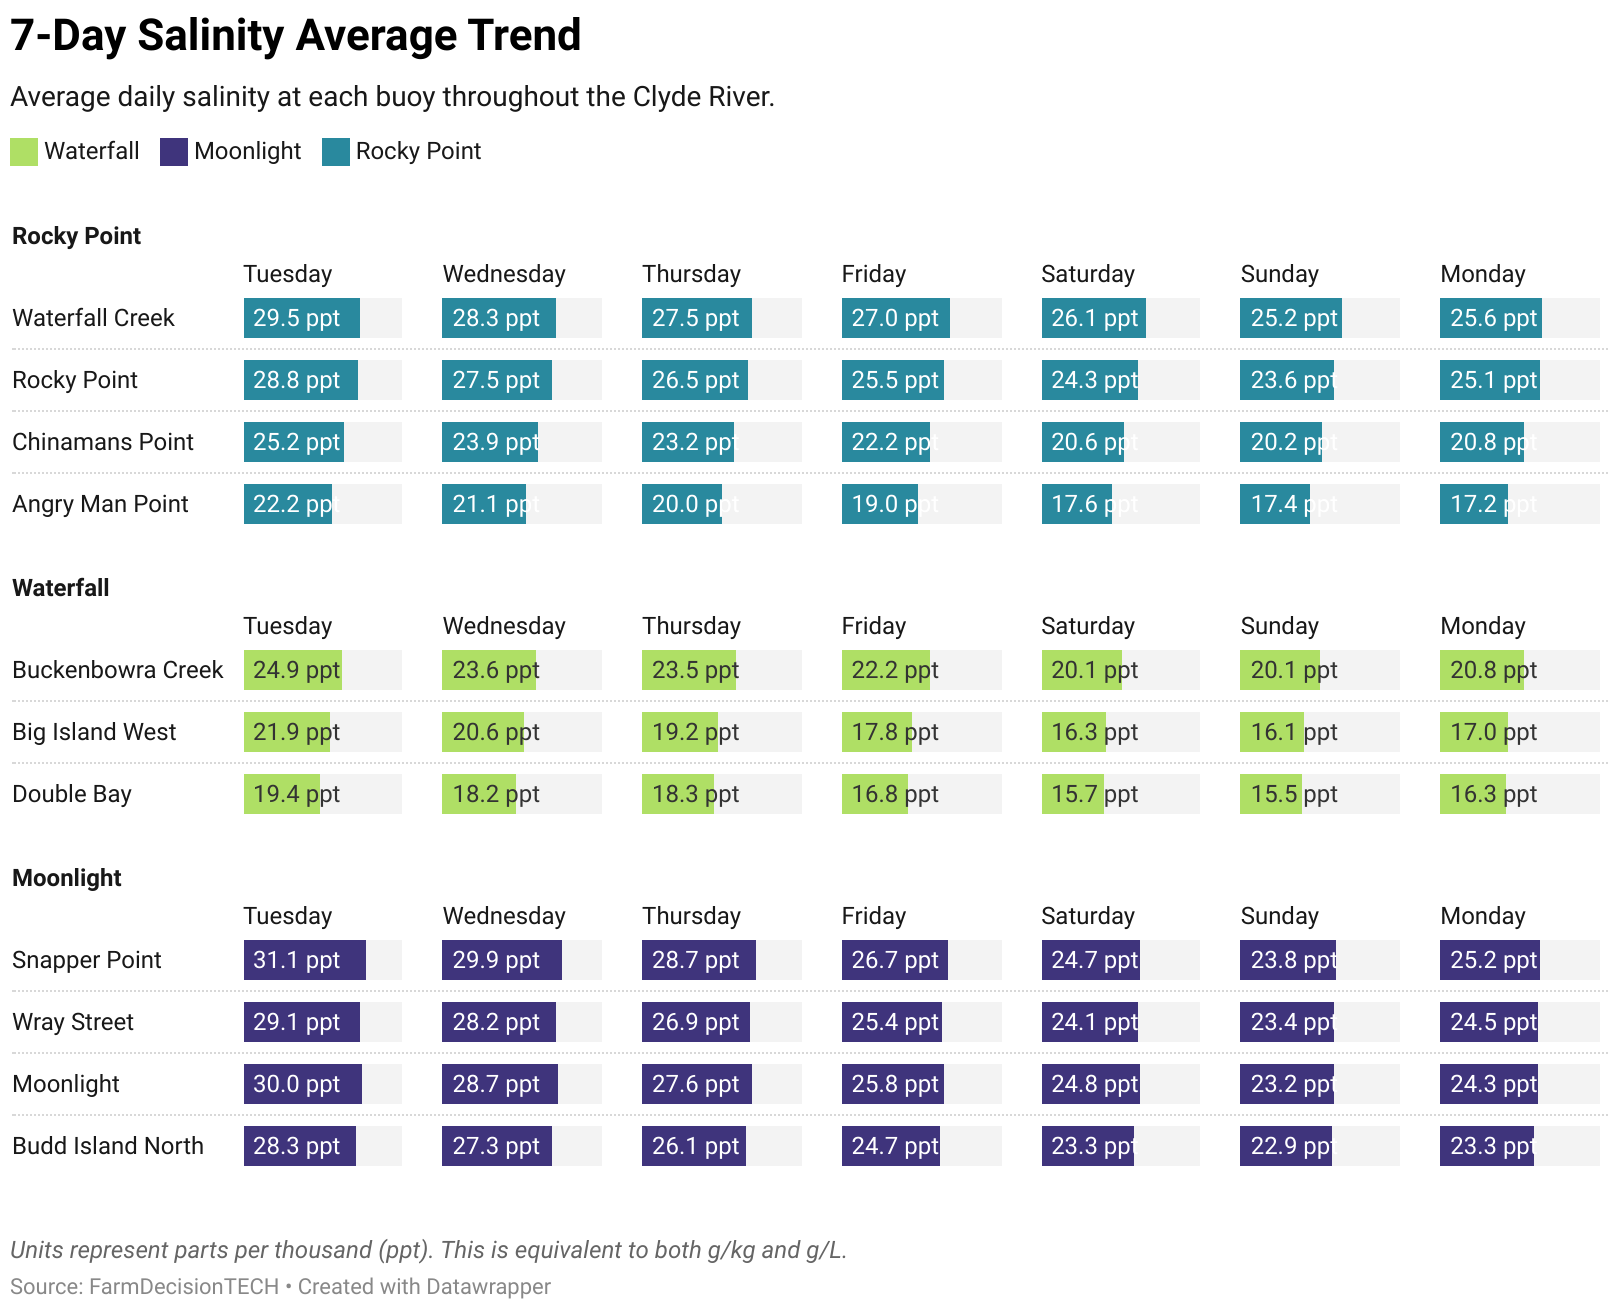 7-Day Salinity Average Trend
Average daily salinity at each buoy throughout the Clyde River.
Waterfall Moonlight Rocky Point
Rocky Point
Tuesday Wednesday Thursday Friday Saturday Sunday Monday
Waterfall Creek 29.5 ppt 28.3 ppt 27.5 ppt 27.0 ppt 26.1 ppt 25.2 ppt 25.6 ppt
Rocky Point 28.8 ppt 27.5 ppt 26.5 ppt 25.5 ppt 24.3 ppt 23.6 ppt 25.1 ppt
Chinamans Point 25.2 ppt 23.9 ppt 23.2 ppt 22.2 ppt 20.6 ppt 20.2 ppt 20.8 ppt
Angry Man Point 22.2 ppt 21.1 ppt 20.0 ppt 19.0 ppt 17.6 ppt 17.4 ppt 17.2 ppt
Waterfall
Tuesday Wednesday Thursday Friday Saturday Sunday Monday
Buckenbowra Creek 24.9 ppt 23.6 ppt 23.5 ppt 22.2 ppt 20.1 ppt 20.1 ppt 20.8 ppt
Big Island West 21.9 ppt 20.6 ppt 19.2 ppt 17.8 ppt 16.3 ppt 16.1 ppt 17.0 ppt
Double Bay 19.4 ppt 18.2 ppt 18.3 ppt 16.8 ppt 15.7 ppt 15.5 ppt 16.3 ppt
Moonlight
Tuesday Wednesday Thursday Friday Saturday Sunday Monday
Snapper Point 31.1 ppt 29.9 ppt 28.7 ppt 26.7 ppt 24.7 ppt 23.8 ppt 25.2 ppt
Wray Street 29.1 ppt 28.2 ppt 26.9 ppt 25.4 ppt 24.1 ppt 23.4 ppt 24.5 ppt
Moonlight 30.0 ppt 28.7 ppt 27.6 ppt 25.8 ppt 24.8 ppt 23.2 ppt 24.3 ppt
Budd Island North 28.3 ppt 27.3 ppt 26.1 ppt 24.7 ppt 23.3 ppt 22.9 ppt 23.3 ppt
Units represent parts per thousand (ppt). This is equivalent to both g/kg and g/L.
Source: FarmDecisionTECH • Created with Datawrapper